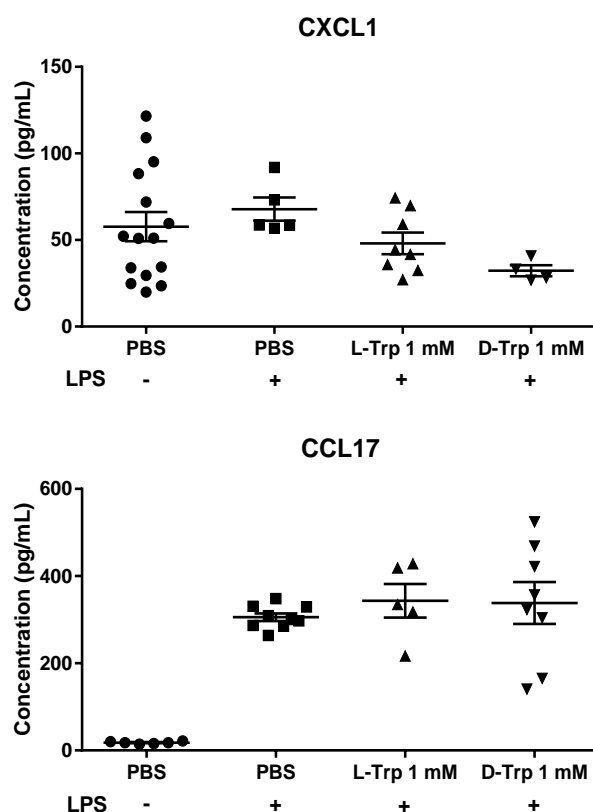 CXCL1
Concentration (pg/mL)
150
100
50
0
PBS PBS L-Trp 1 mM D-Trp 1 mM
LPS - + + +
CCL17
Concentration (pg/mL)
600
400
200
0
PBS PBS L-Trp 1 mM D-Trp 1 mM
LPS - + + +